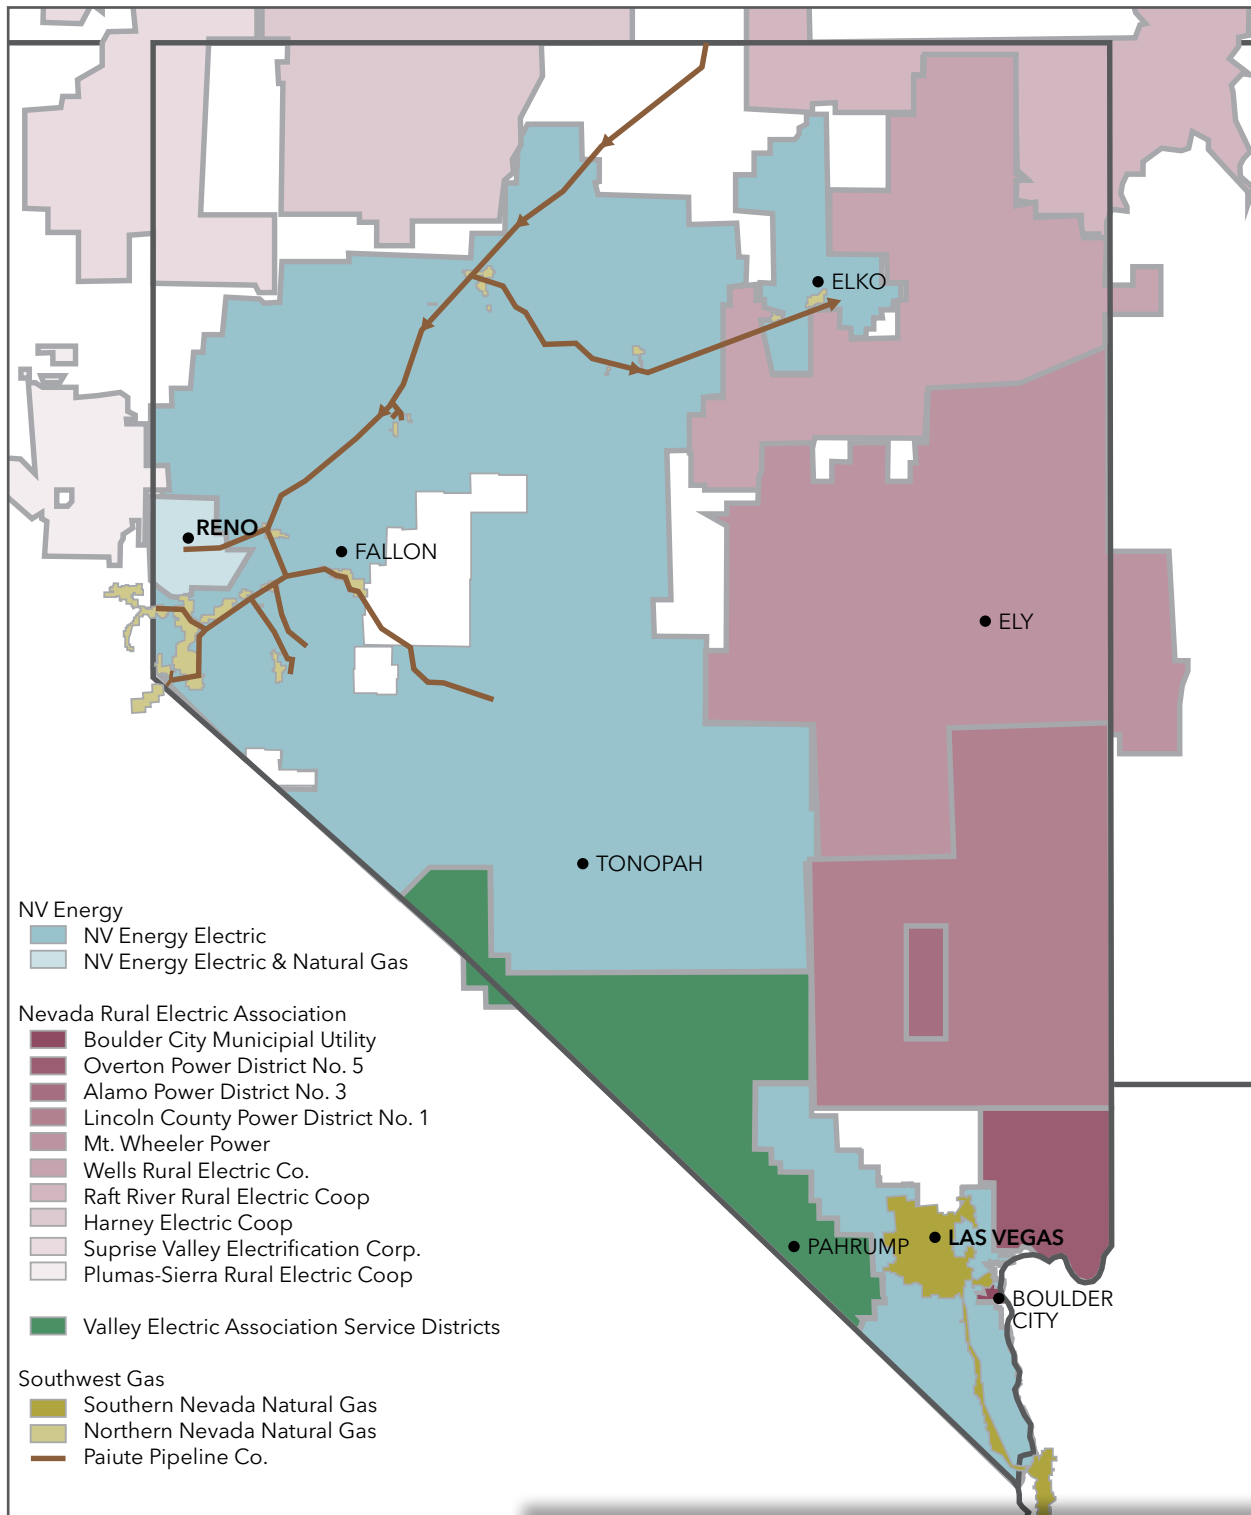 ELKO
RENO
FALLON
ELY
TONOPAH
NV Energy
NV Energy Electric
NV Energy Electric & Natural Gas
Nevada Rural Electric Association
Boulder City Municipial Utility
Overton Power District No. 5
Alamo Power District No. 3
Lincoln County Power District No. 1
Mt. Wheeler Power
Wells Rural Electric Co.
Raft River Rural Electric Coop
Harney Electric Coop
Suprise Valley Electrification Corp.
Plumas-Sierra Rural Electric Coop
LAS VEGAS
PAHRUMP
BOULDER
CITY
Valley Electric Association Service Districts
Southwest Gas
Southern Nevada Natural Gas
Northern Nevada Natural Gas
Paiute Pipeline Co.